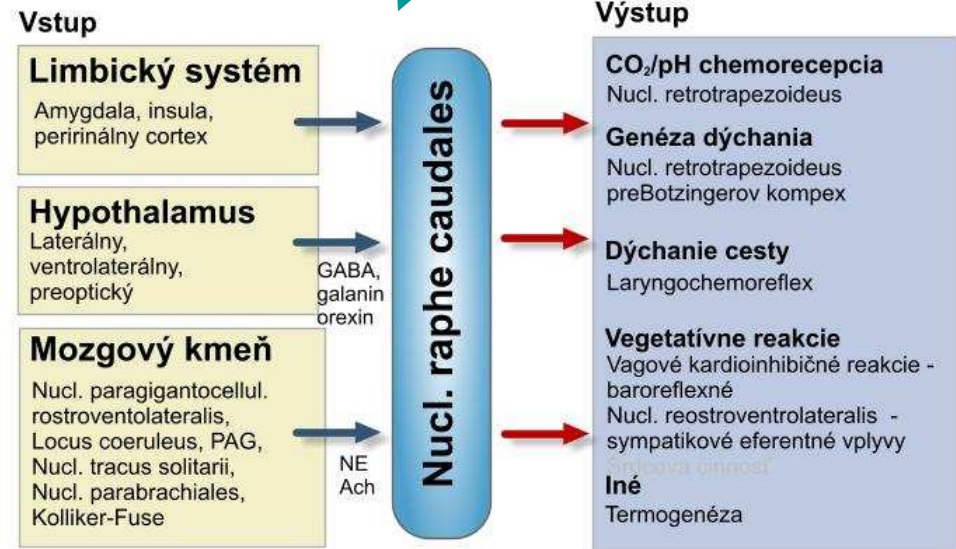 Vstup
Limbický systém
Amygdala, insula,
peririnálny cortex
Hypothalamus
Laterálny,
ventrolaterálny,
preoptický
GABA,
galanin
orexin
Mozgový kmeň
Nucl. paragigantocellul.
rostroventolateralis,
Locus coeruleus, PAG,
Nucl. tracus solitarii,
Nucl. parabrachiales,
Kolliker-Fuse
NE
Ach
Nucl. raphe caudales
Výstup
CO₂/pH chemorecepcia
Nucl. retrotrapezoideus
Genéza dýchania
Nucl. retrotrapezoideus
preBotzingerov kompex
Dýchanie cesty
Laryngochemoreflex
Vegetatívne reakcie
Vagové kardioinhibičné reakcie -
baroreflexné
Nucl. reostroventrolateralis -
sympatikové eferentné vplyvy
Srdcová činnosť
Iné
Termogenéza